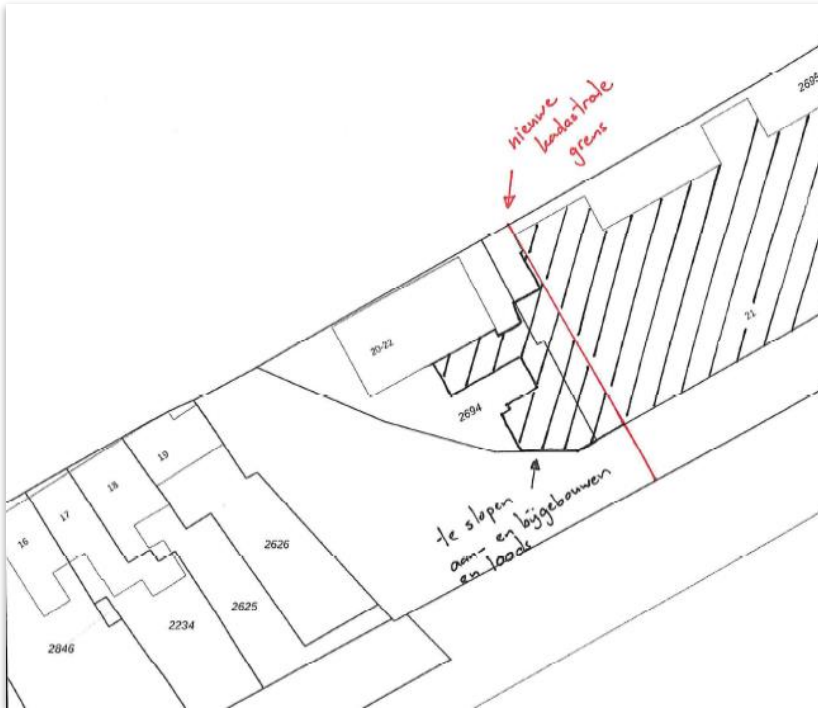 nieuwe
kadastrale
grens
2695
21
20-22
2694
te slopen
aan- en bijgebouwen
en loods
19
18
17
16
2626
2625
2234
2846